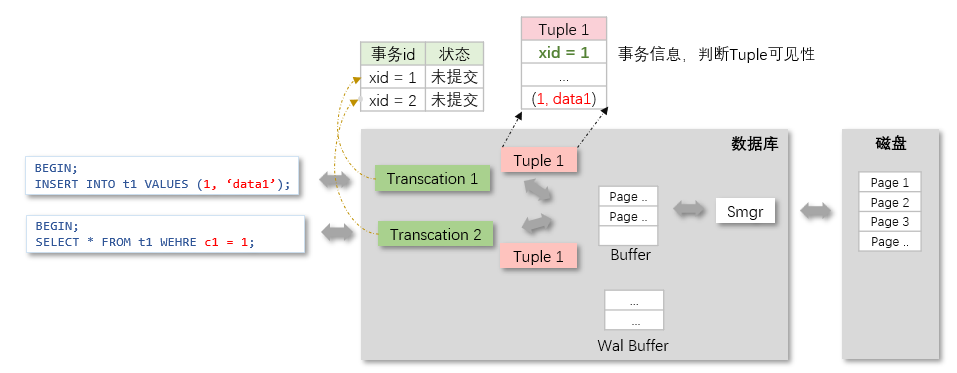 Tuple 1
xid = 1
...
(1, data1)
事务信息，判断Tuple可见性
事务id 状态
xid = 1 未提交
xid = 2 未提交
数据库
磁盘
BEGIN;
INSERT INTO t1 VALUES (1, ‘data1’);
BEGIN;
SELECT * FROM t1 WEHRE c1 = 1;
Transcation 1
Tuple 1
Transcation 2
Tuple 1
Page ..
Page ..
Buffer
Smgr
Page 1
Page 2
Page 3
Page ..
...
...
Wal Buffer